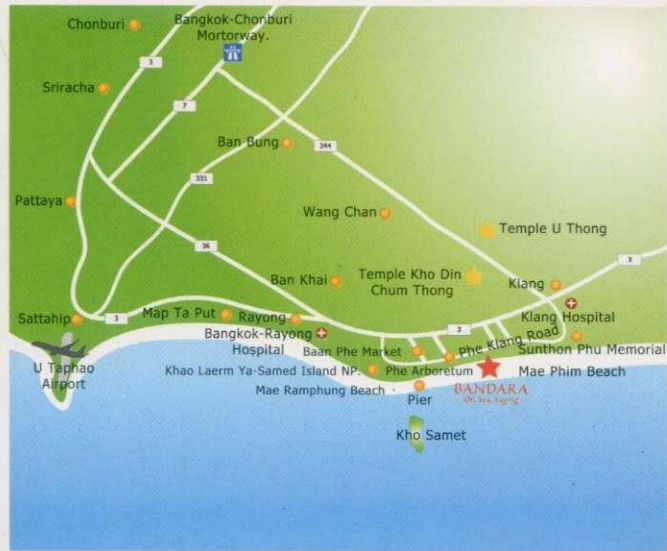 Chonburi
Bangkok-Chonburi
Mortorway.
3
Sriracha
7
Ban Bung
344
331
Pattaya
Wang Chan
Temple U Thong
36
3
Ban Khai
Temple Kho Din
Chum Thong
Klang
Sattahip
3
Map Ta Put
Rayong
Klang Hospital
Bangkok-Rayong
Hospital
3
Phe Klang Road
Baan Phe Market
Sunthon Phu Memorial
U Taphao
Airport
Khao Laerm Ya-Samed Island NP.
Phe Arboretum
Mae Phim Beach
Mae Ramphung Beach
Pier
BANDARA
On Sea, Rayong
Kho Samet